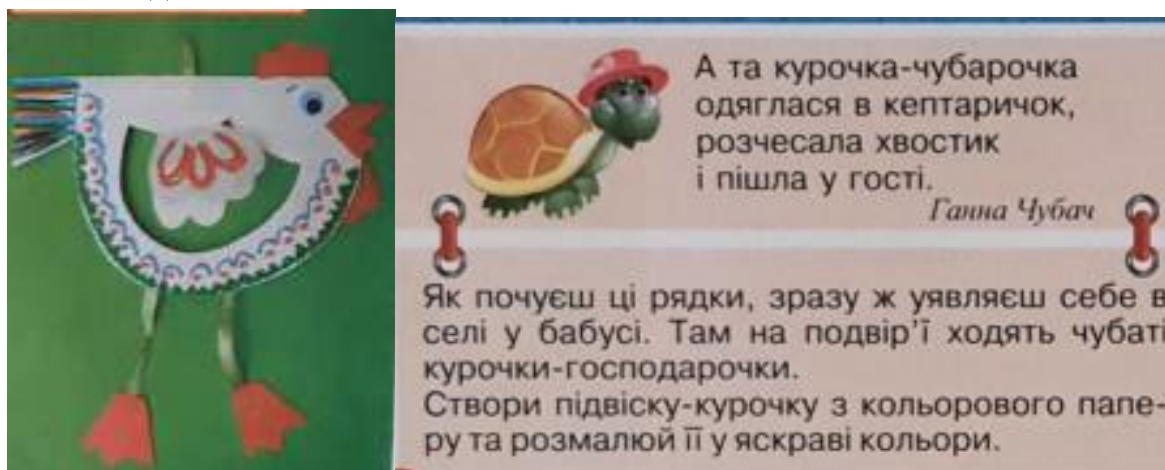 А та курочка-чубарочка
одяглася в кептаричок,
розчесала хвостик
і пішла у гості.
Ганна Чубач
Як почуєш ці рядки, зразу ж уявляєш себе в
селі у бабусі. Там на подвір’ї ходять чубаті
курочки-господарочки.
Створи підвіску-курочку з кольорового папе-
ру та розмалюй її у яскраві кольори.